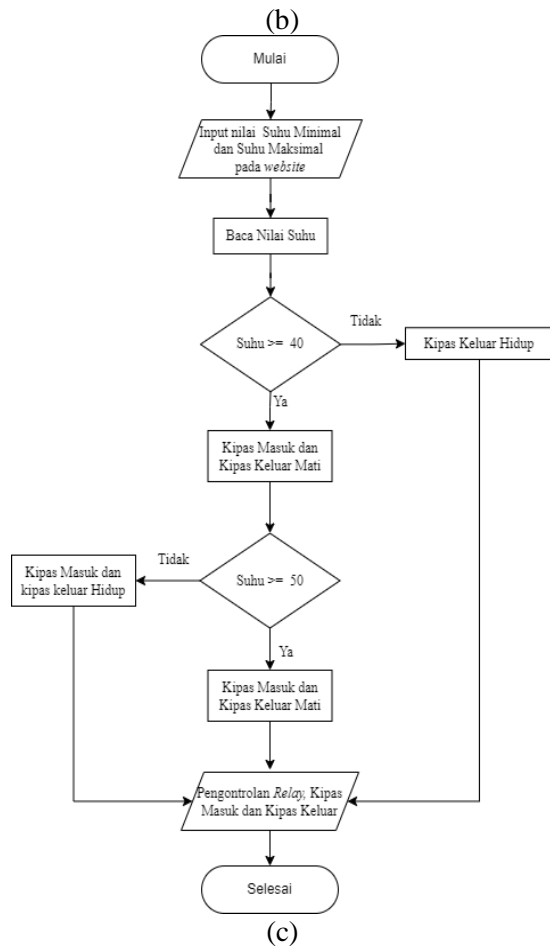 (b)
Mulai
Input nilai Suhu Minimal
dan Suhu Maksimal
pada website
Baca Nilai Suhu
Suhu >= 40
Tidak
Kipas Keluar Hidup
Ya
Kipas Masuk dan
Kipas Keluar Mati
Suhu >= 50
Tidak
Kipas Masuk dan
kipas keluar Hidup
Ya
Kipas Masuk dan
Kipas Keluar Mati
Pengontrolan Relay, Kipas
Masuk dan Kipas Keluar
Selesai
(c)